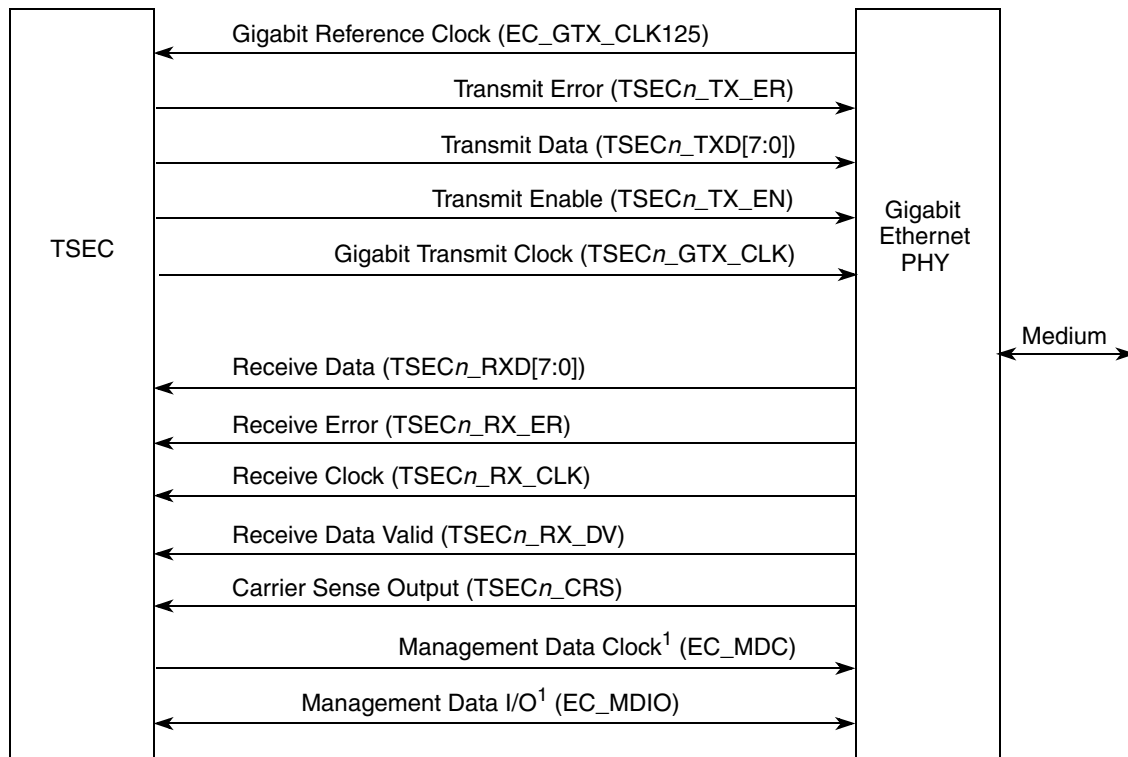 Gigabit Reference Clock (EC_GTX_CLK125)
Transmit Error (TSECn_TX_ER)
Transmit Data (TSECn_TXD[7:0])
Transmit Enable (TSECn_TX_EN)
Gigabit Transmit Clock (TSECn_GTX_CLK)
TSEC
Gigabit
Ethernet
PHY
Medium
Receive Data (TSECn_RXD[7:0])
Receive Error (TSECn_RX_ER)
Receive Clock (TSECn_RX_CLK)
Receive Data Valid (TSECn_RX_DV)
Carrier Sense Output (TSECn_CRS)
Management Data Clock¹ (EC_MDC)
Management Data I/O¹ (EC_MDIO)